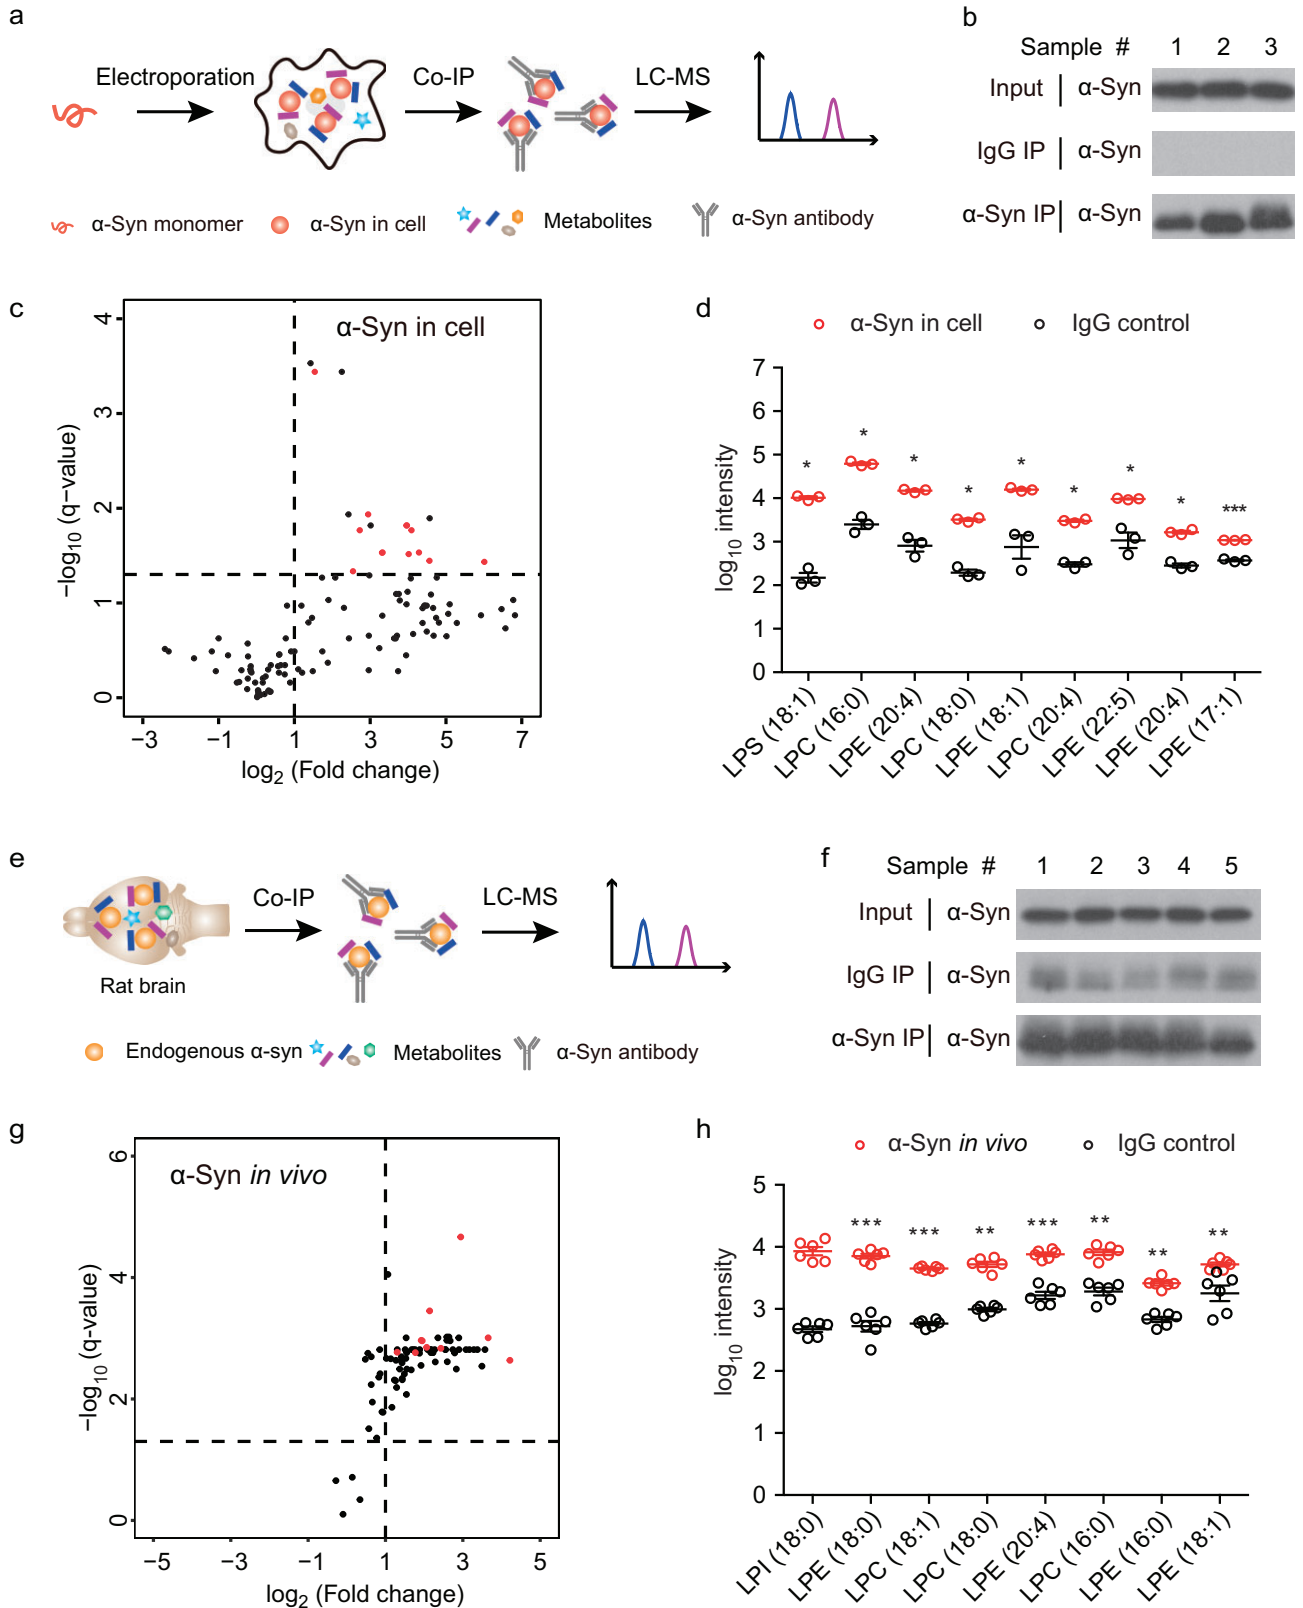 a
Electroporation
Co-IP
LC-MS
α-Syn monomer
α-Syn in cell
Metabolites
α-Syn antibody
b
Sample # 1 2 3
Input α-Syn
IgG IP α-Syn
α-Syn IP α-Syn
c
α-Syn in cell
−log10 (q−value)
4
3
2
1
0
−3 −1 1 3 5 7
log2 (Fold change)
d
α-Syn in cell IgG control
log10 intensity
7
6
5
4
3
2
1
0
* * * * * * * * ***
LPS (18:1) LPC (16:0) LPE (20:4) LPC (18:0) LPE (18:1) LPC (20:4) LPE (22:5) LPE (20:4) LPE (17:1)
e
Co-IP
LC-MS
Rat brain
Endogenous α-syn
Metabolites
α-Syn antibody
f
Sample # 1 2 3 4 5
Input α-Syn
IgG IP α-Syn
α-Syn IP α-Syn
g
α-Syn in vivo
−log10 (q-value)
6
4
2
0
−5 −3 −1 1 3 5
log2 (Fold change)
h
α-Syn in vivo IgG control
log10 intensity
5
4
3
2
1
0
*** *** ** *** ** ** **
LPI (18:0) LPE (18:0) LPC (18:1) LPC (18:0) LPE (20:4) LPC (16:0) LPE (16:0) LPE (18:1)